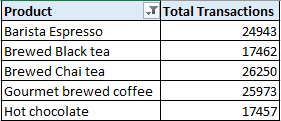 Product Total Transactions
Barista Espresso 24943
Brewed Black tea 17462
Brewed Chai tea 26250
Gourmet brewed coffee 25973
Hot chocolate 17457